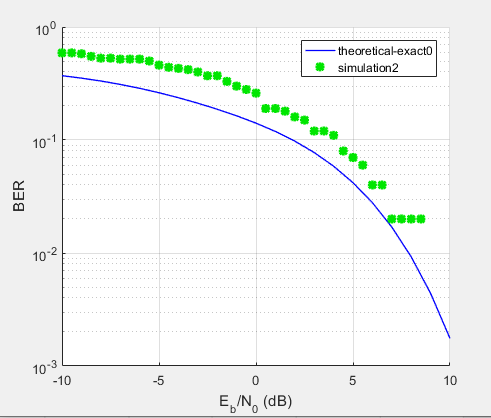 10^0
theoretical-exact0
simulation2
10^-1
BER
10^-2
10^-3
-10 -5 0 5 10
E_b/N_0 (dB)